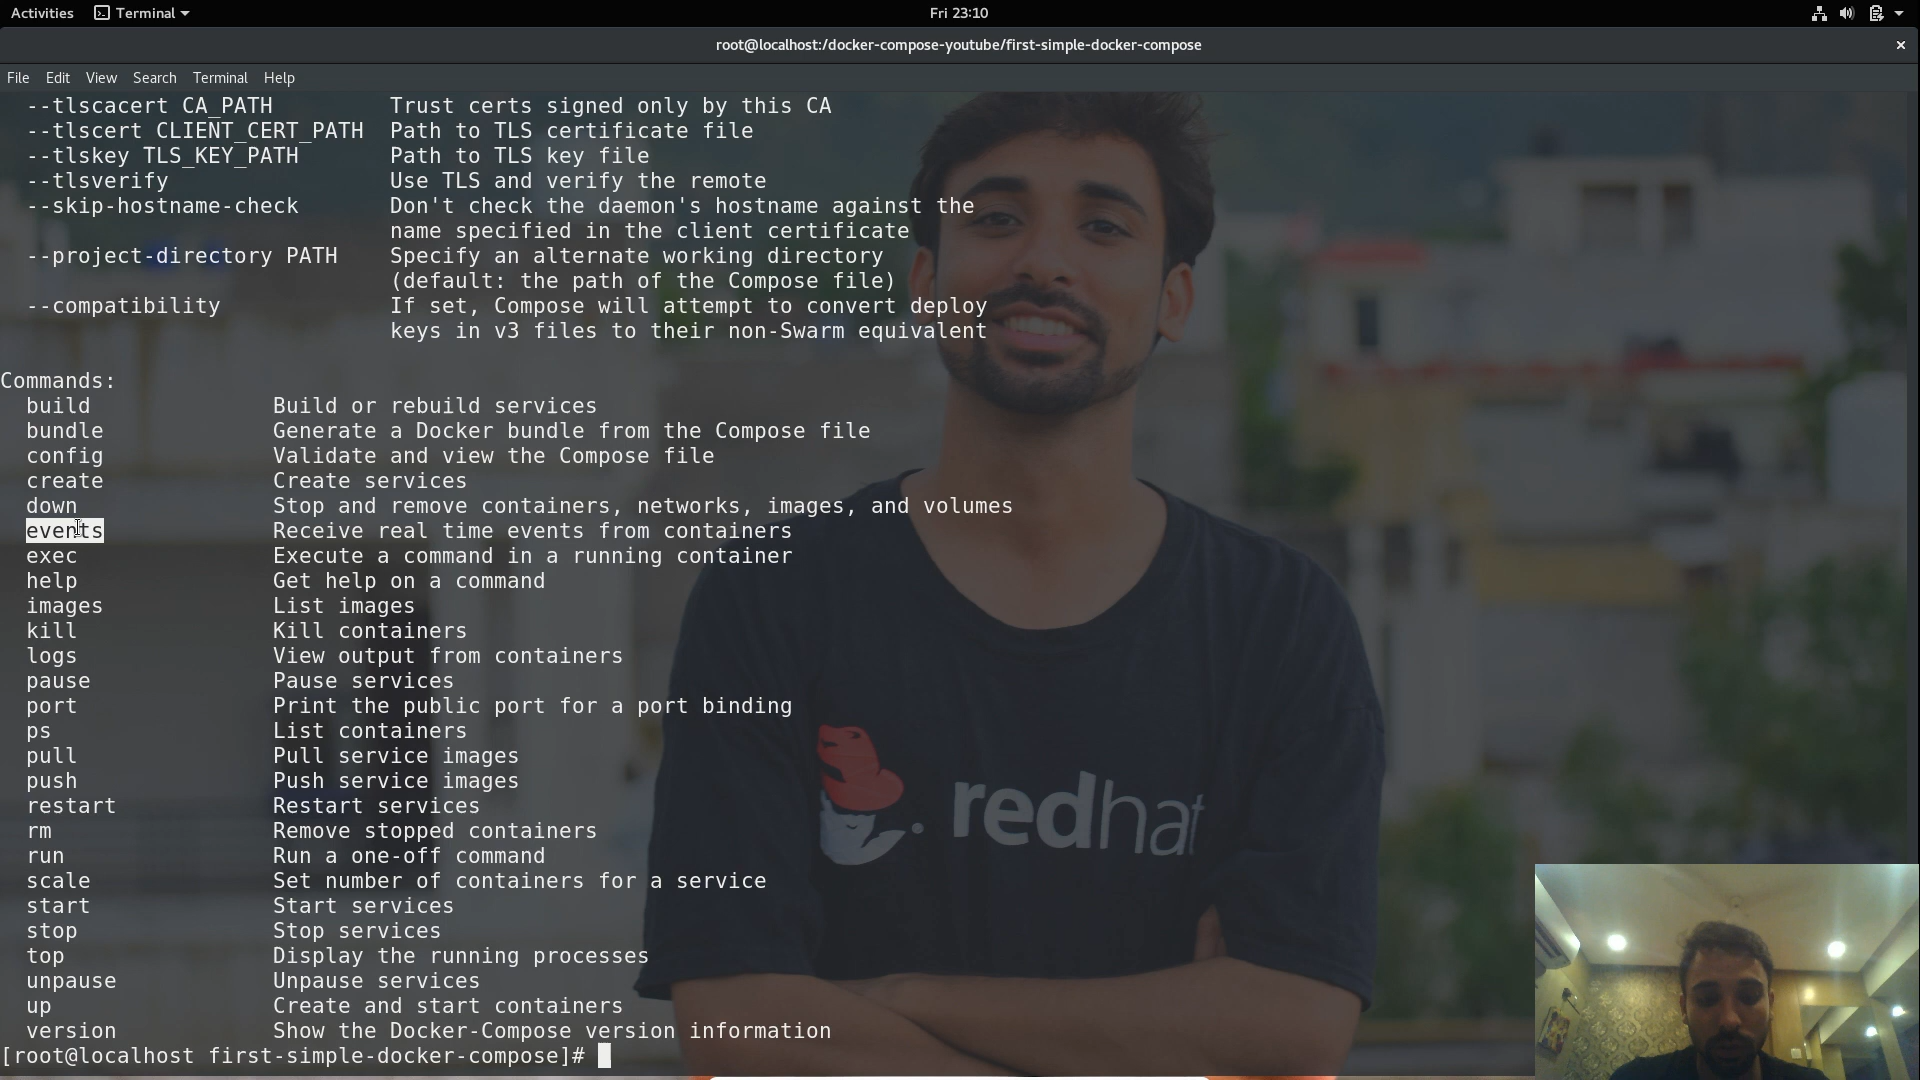 Activities Terminal Fri 23:10
root@localhost:/docker-compose-youtube/first-simple-docker-compose
File Edit View Search Terminal Help
--tlscacert CA_PATH Trust certs signed only by this CA
--tlscert CLIENT_CERT_PATH Path to TLS certificate file
--tlskey TLS_KEY_PATH Path to TLS key file
--tlsverify Use TLS and verify the remote
--skip-hostname-check Don't check the daemon's hostname against the
name specified in the client certificate
--project-directory PATH Specify an alternate working directory
(default: the path of the Compose file)
--compatibility If set, Compose will attempt to convert deploy
keys in v3 files to their non-Swarm equivalent
Commands:
build Build or rebuild services
bundle Generate a Docker bundle from the Compose file
config Validate and view the Compose file
create Create services
down Stop and remove containers, networks, images, and volumes
events Receive real time events from containers
exec Execute a command in a running container
help Get help on a command
images List images
kill Kill containers
logs View output from containers
pause Pause services
port Print the public port for a port binding
ps List containers
pull Pull service images
push Push service images
restart Restart services
rm Remove stopped containers
run Run a one-off command
scale Set number of containers for a service
start Start services
stop Stop services
top Display the running processes
unpause Unpause services
up Create and start containers
version Show the Docker-Compose version information
[root@localhost first-simple-docker-compose]#
redhat